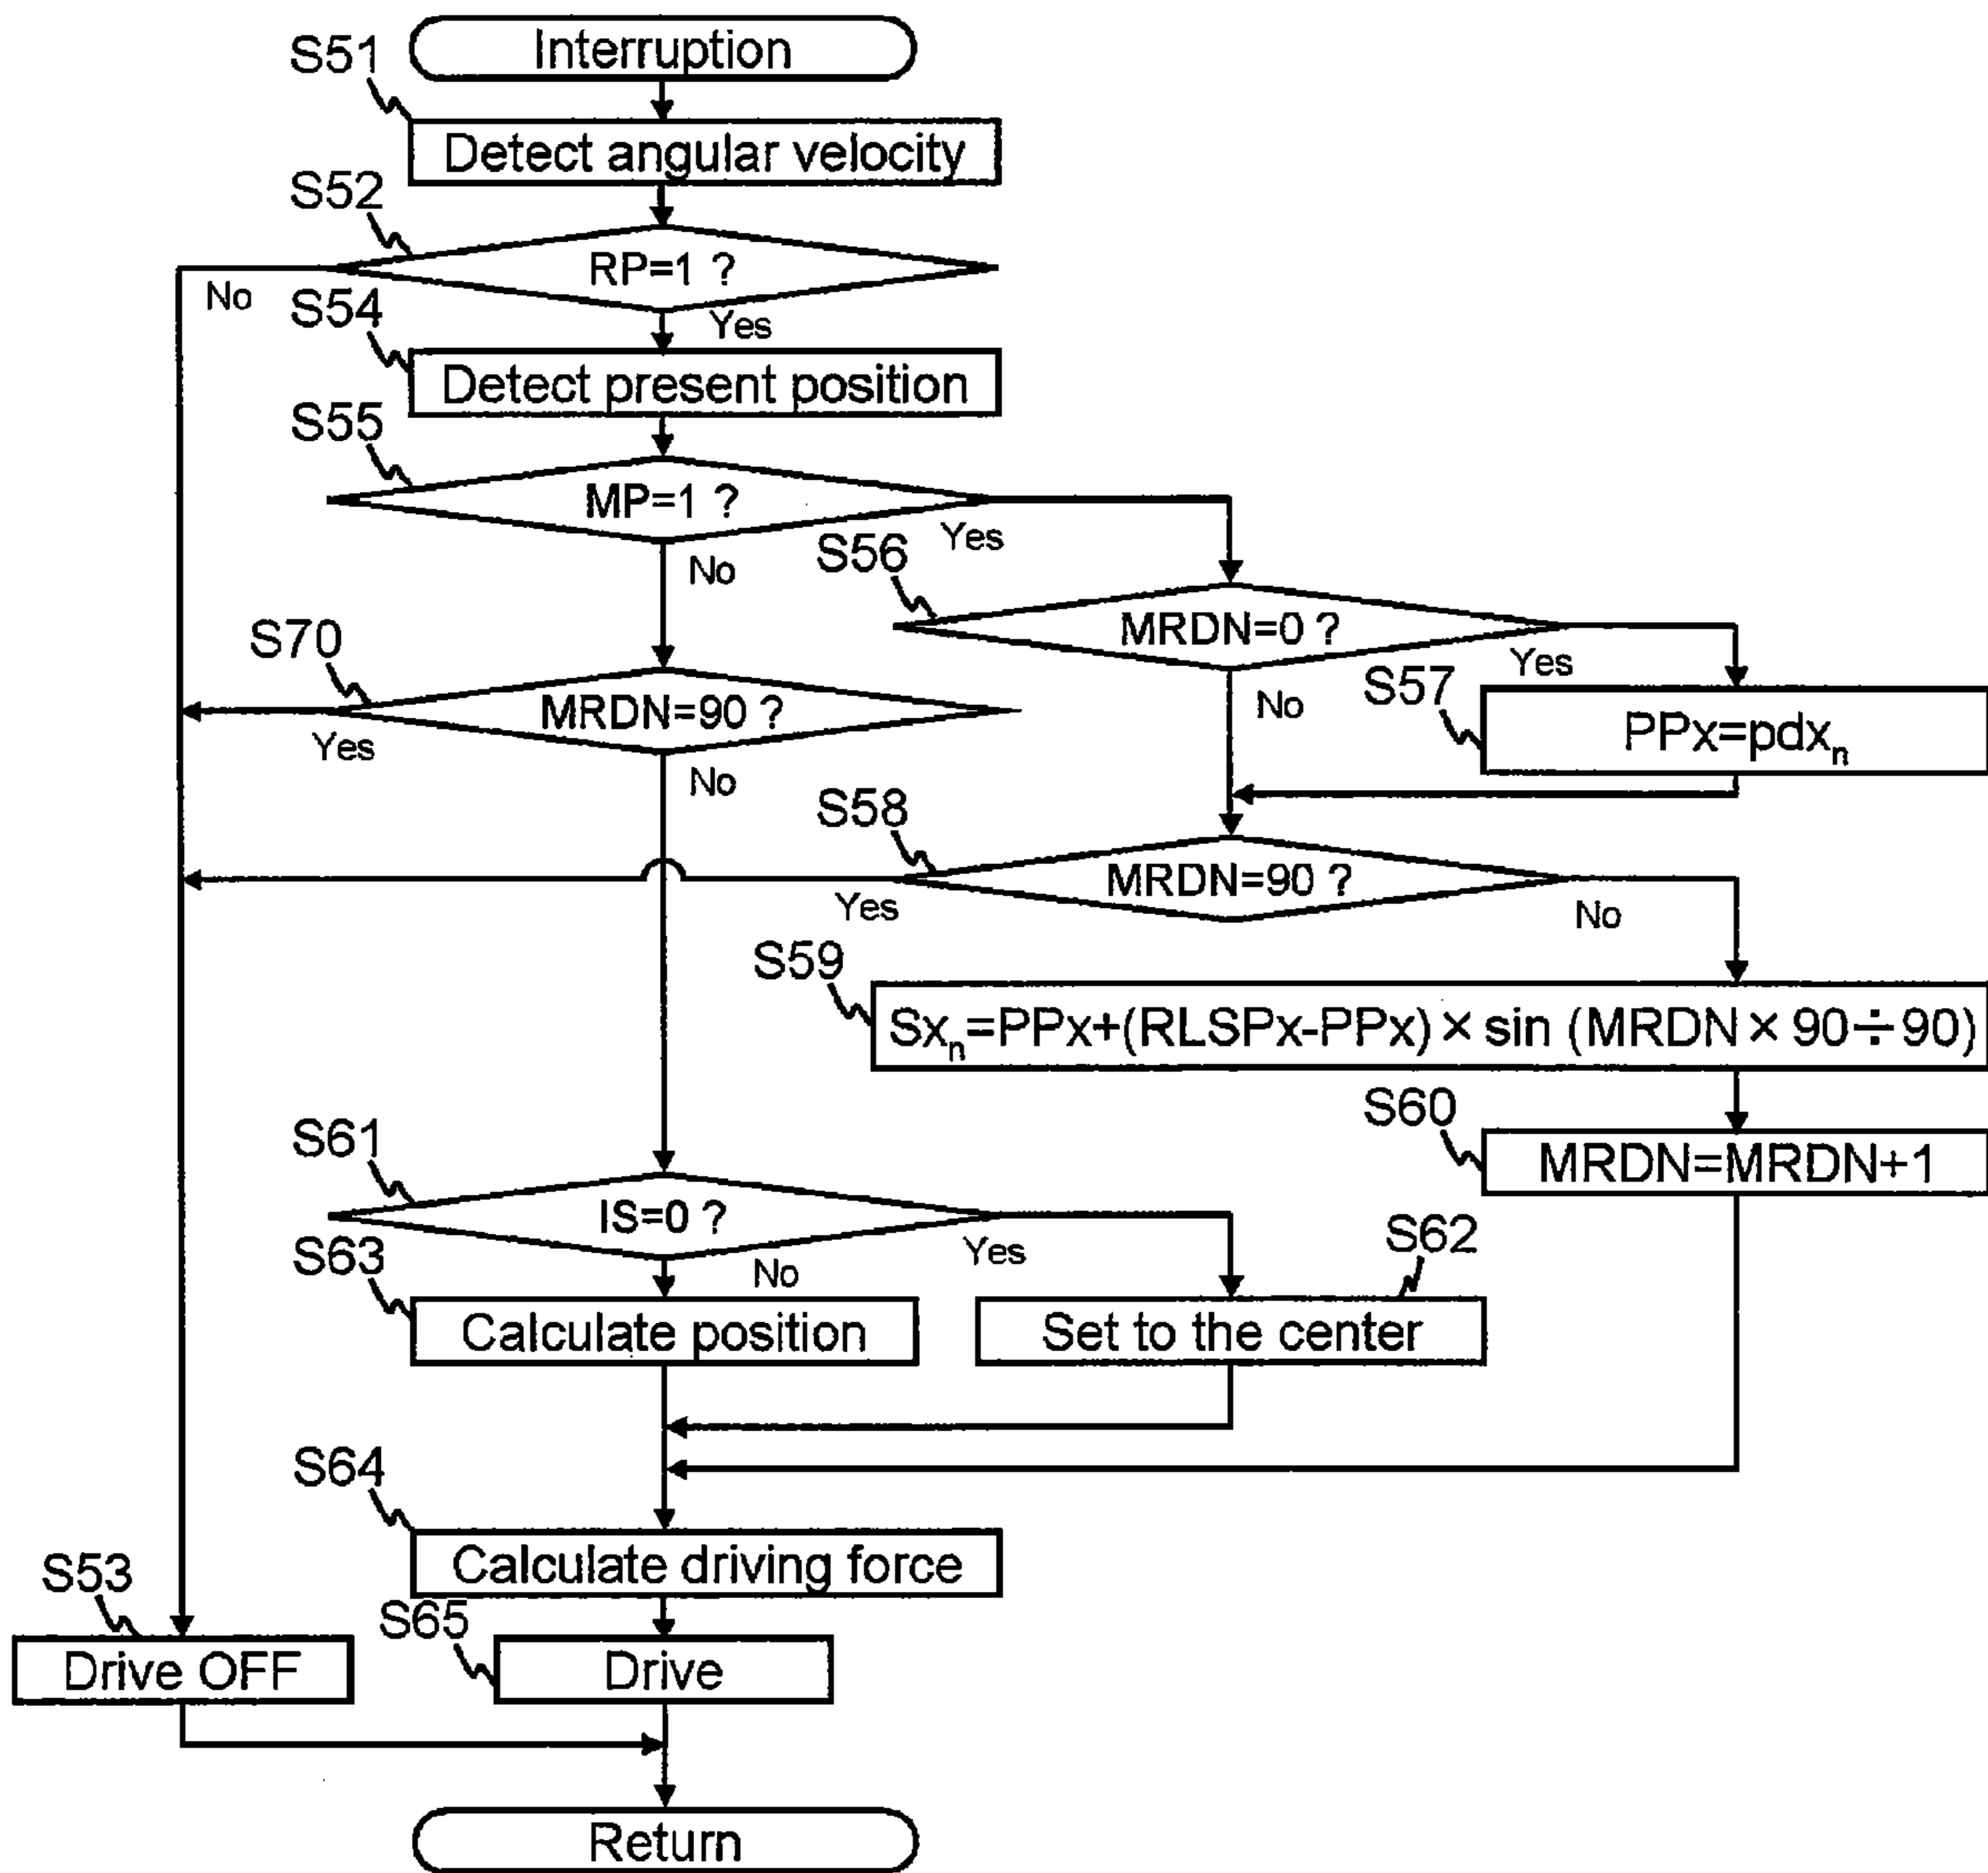 Interruption
S51
Detect angular velocity
S52
RP=1 ?
No
Yes
S54
Detect present position
S55
MP=1 ?
Yes
No
S56
MRDN=0 ?
Yes
No
S57
PPx=pdxₙ
S70
MRDN=90 ?
Yes
No
S58
MRDN=90 ?
Yes
No
S59
Sxₙ=PPx+(RLSPx-PPx)×sin (MRDN×90÷90)
S60
MRDN=MRDN+1
S61
IS=0 ?
Yes
No
S62
Set to the center
S63
Calculate position
S64
Calculate driving force
S53
Drive OFF
S65
Drive
Return